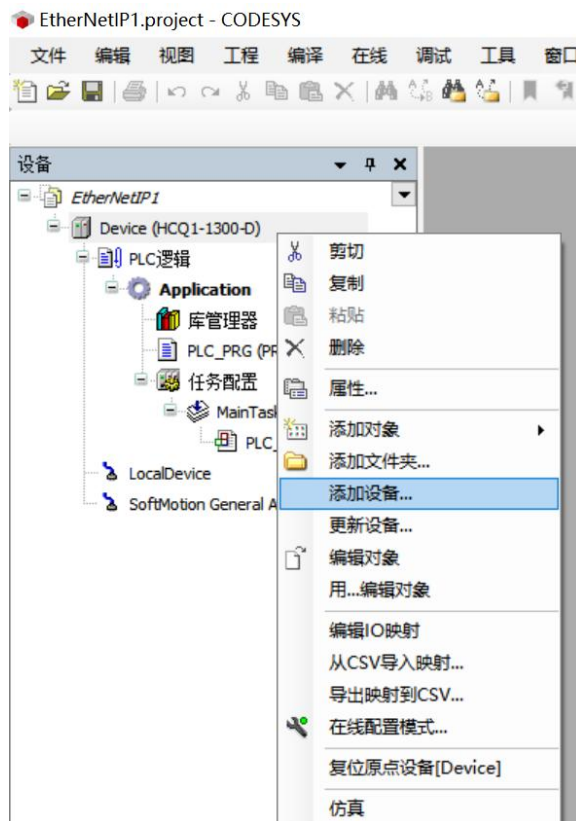 EtherNetIP1.project - CODESYS
文件 编辑 视图 工程 编译 在线 调试 工具 窗口
设备
EtherNetIP1
Device (HCQ1-1300-D)
PLC逻辑
Application
库管理器
PLC_PRG (PR
任务配置
MainTask
PLC_
LocalDevice
SoftMotion General A
剪切
复制
粘贴
删除
属性...
添加对象
添加文件夹...
添加设备...
更新设备...
编辑对象
用...编辑对象
编辑IO映射
从CSV导入映射...
导出映射到CSV...
在线配置模式...
复位原点设备[Device]
仿真